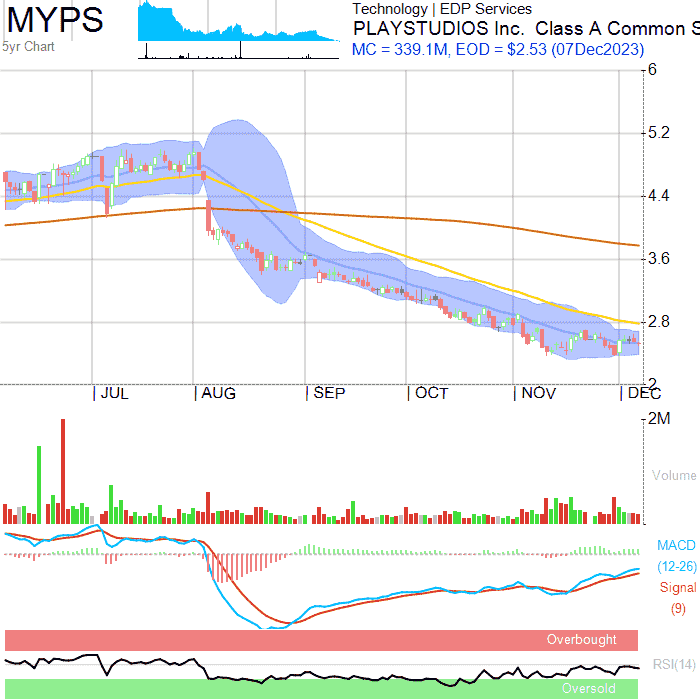 MYPS
5yr Chart
Technology | EDP Services
PLAYSTUDIOS Inc.  Class A Common S
MC = 339.1M, EOD = $2.53 (07Dec2023)
6
5.2
4.4
3.6
2.8
2
JUL
AUG
SEP
OCT
NOV
DEC
2M
Volume
MACD
(12-26)
Signal
(9)
Overbought
RSI(14)
Oversold